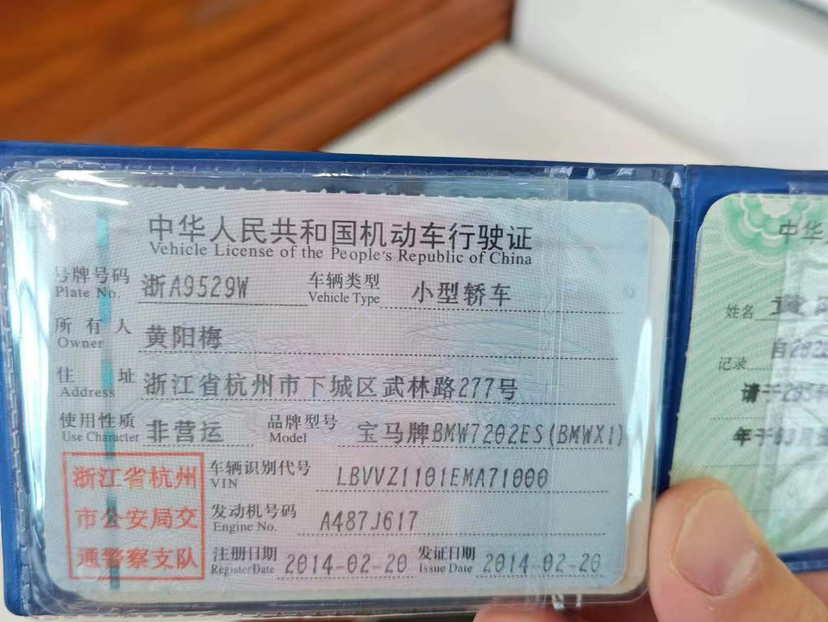 中华人民共和国机动车行驶证
Vehicle License of the People's Republic of China
号牌号码 浙A9529W 车辆类型 小型轿车
Plate No. Vehicle Type
所有人 黄阳梅
Owner
住址 浙江省杭州市下城区武林路277号
Address
使用性质 非营运 品牌型号 宝马牌BMW7202ES(BMWX1)
Use Character Model
浙江省杭州
市公安局交
通警察支队
车辆识别代号 LBVVZ1101EMA71000
VIN
发动机号码 A487J617
Engine No.
注册日期 2014-02-20 发证日期 2014-02-20
Register Date Issue Date
中华
姓名 黄
记录